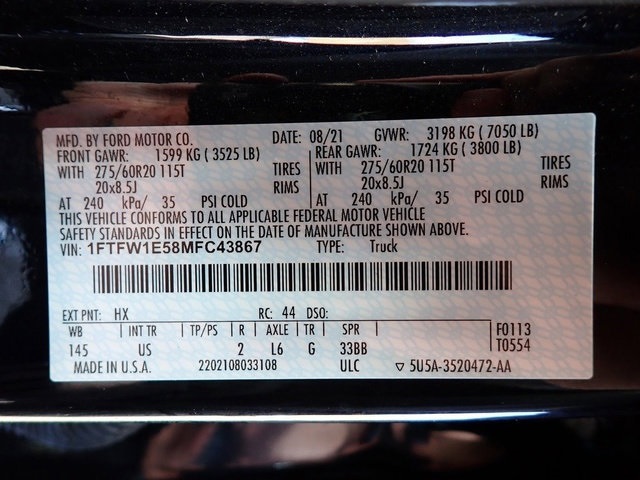 MFD. BY FORD MOTOR CO. DATE: 08/21 GVWR: 3198 KG ( 7050 LB)
FRONT GAWR: 1599 KG ( 3525 LB) REAR GAWR: 1724 KG ( 3800 LB)
WITH 275/60R20 115T TIRES WITH 275/60R20 115T TIRES
20x8.5J RIMS 20x8.5J RIMS
AT 240 kPa/ 35 PSI COLD AT 240 kPa/ 35 PSI COLD
THIS VEHICLE CONFORMS TO ALL APPLICABLE FEDERAL MOTOR VEHICLE
SAFETY STANDARDS IN EFFECT ON THE DATE OF MANUFACTURE SHOWN ABOVE.
VIN: 1FTFW1E58MFC43867 TYPE: Truck
EXT PNT: HX RC: 44 DSO:
WB INT TR TP/PS R AXLE TR SPR F0113
145 US 2 L6 G 33BB T0554
MADE IN U.S.A. 2202108033108 ULC ▽ 5U5A-3520472-AA